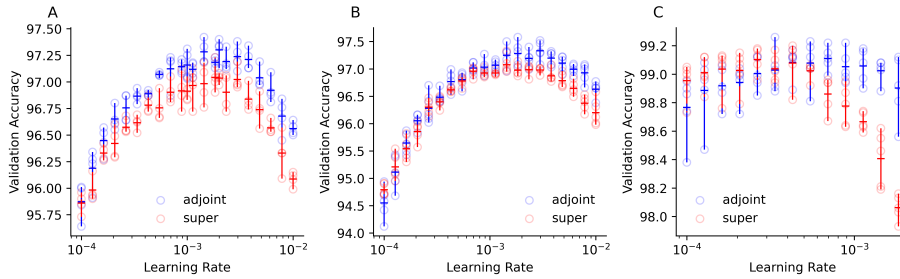 A
Validation Accuracy
97.50
97.25
97.00
96.75
96.50
96.25
96.00
95.75
10⁻⁴
10⁻³
10⁻²
Learning Rate
adjoint
super
B
Validation Accuracy
97.5
97.0
96.5
96.0
95.5
95.0
94.5
94.0
10⁻⁴
10⁻³
10⁻²
Learning Rate
adjoint
super
C
Validation Accuracy
99.2
99.0
98.8
98.6
98.4
98.2
98.0
10⁻⁴
10⁻³
Learning Rate
adjoint
super